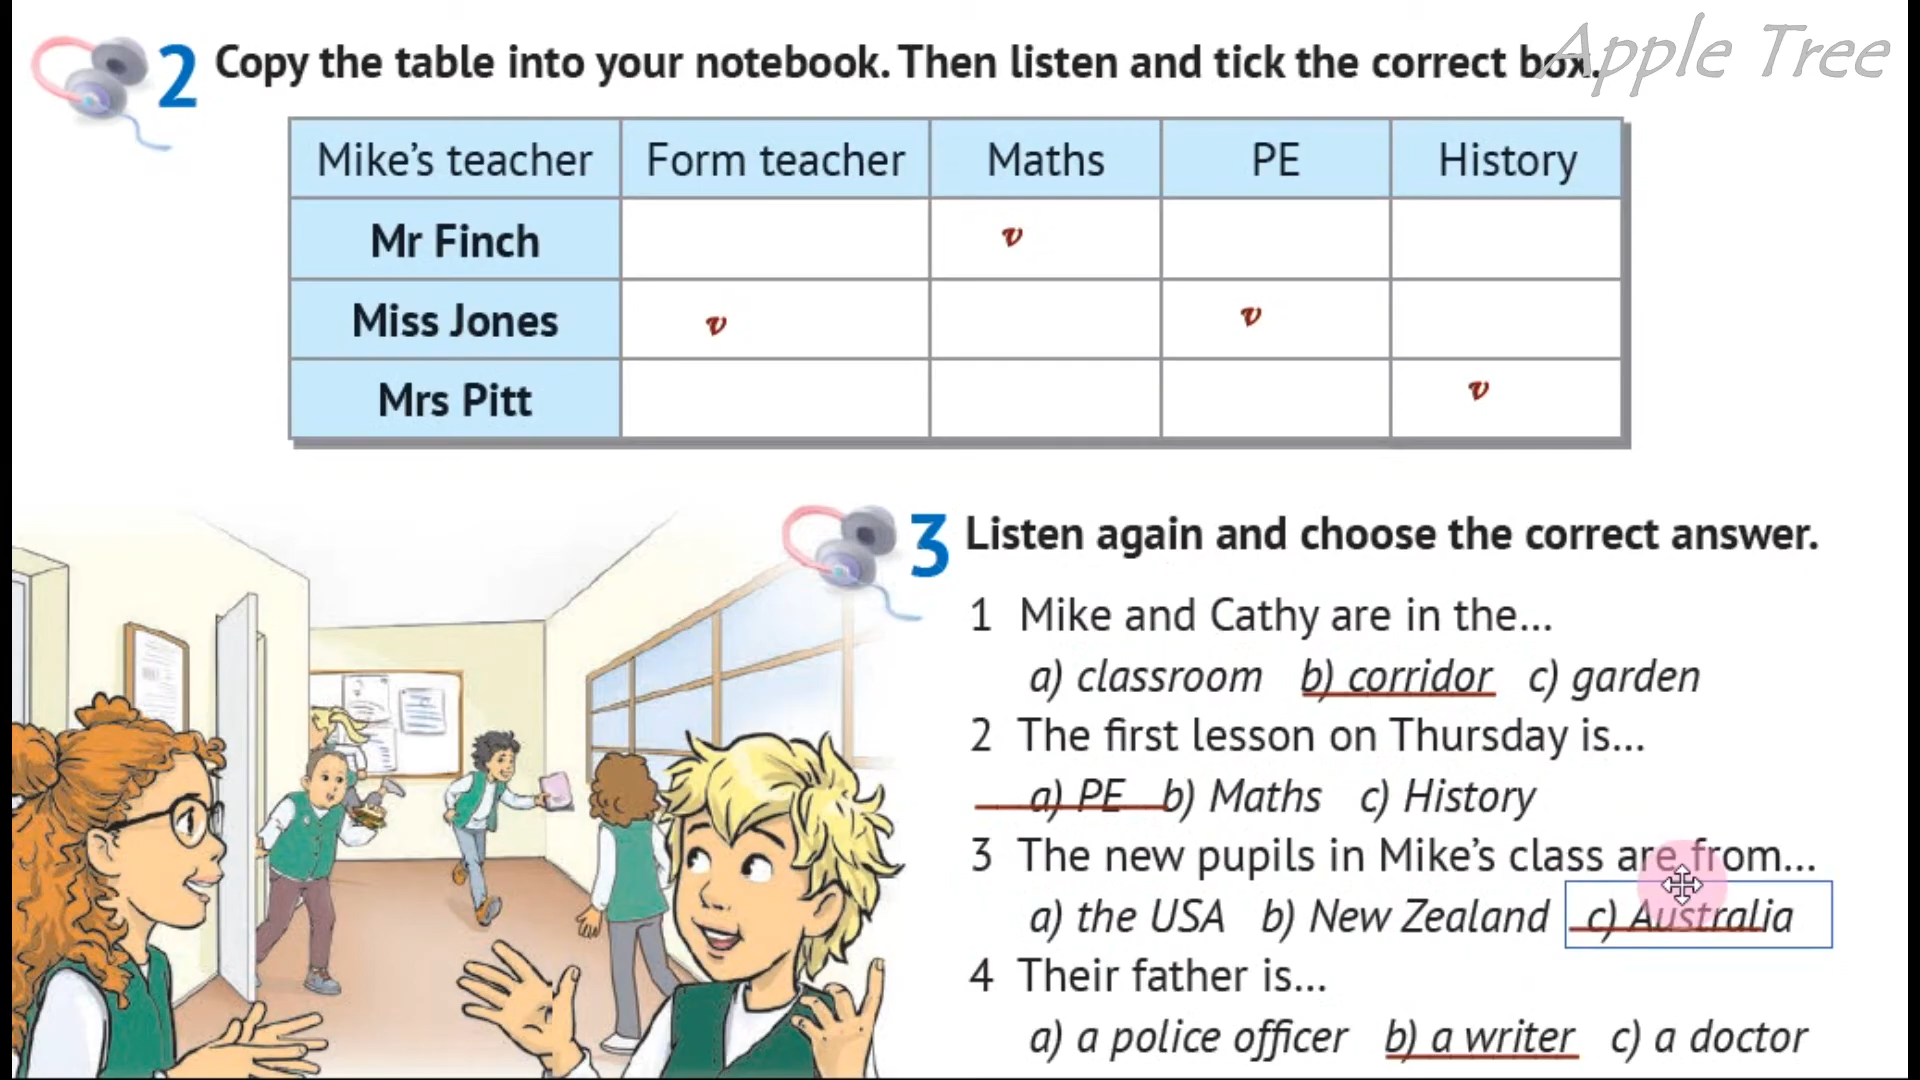 Apple Tree
2 Copy the table into your notebook. Then listen and tick the correct box.
Mike's teacher Form teacher Maths PE History
Mr Finch v
Miss Jones v v
Mrs Pitt v
3 Listen again and choose the correct answer.
1 Mike and Cathy are in the...
a) classroom b) corridor c) garden
2 The first lesson on Thursday is...
a) PE b) Maths c) History
3 The new pupils in Mike's class are from...
a) the USA b) New Zealand c) Australia
4 Their father is...
a) a police officer b) a writer c) a doctor